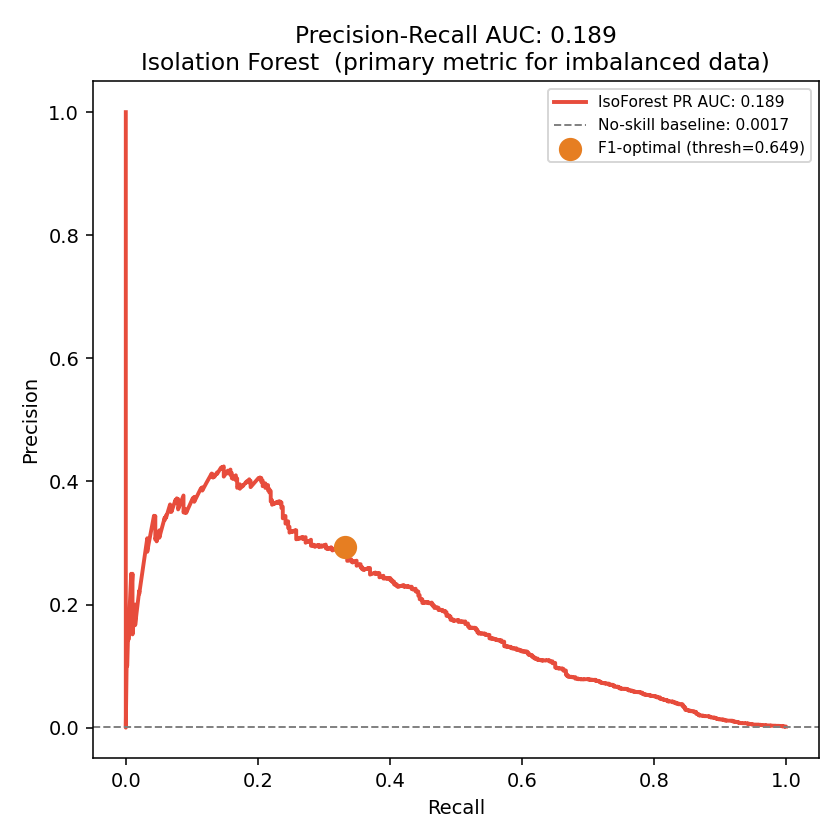 Precision-Recall AUC: 0.189
Isolation Forest  (primary metric for imbalanced data)
IsoForest PR AUC: 0.189
No-skill baseline: 0.0017
F1-optimal (thresh=0.649)
1.0
0.8
0.6
0.4
0.2
0.0
Precision
0.0 0.2 0.4 0.6 0.8 1.0
Recall